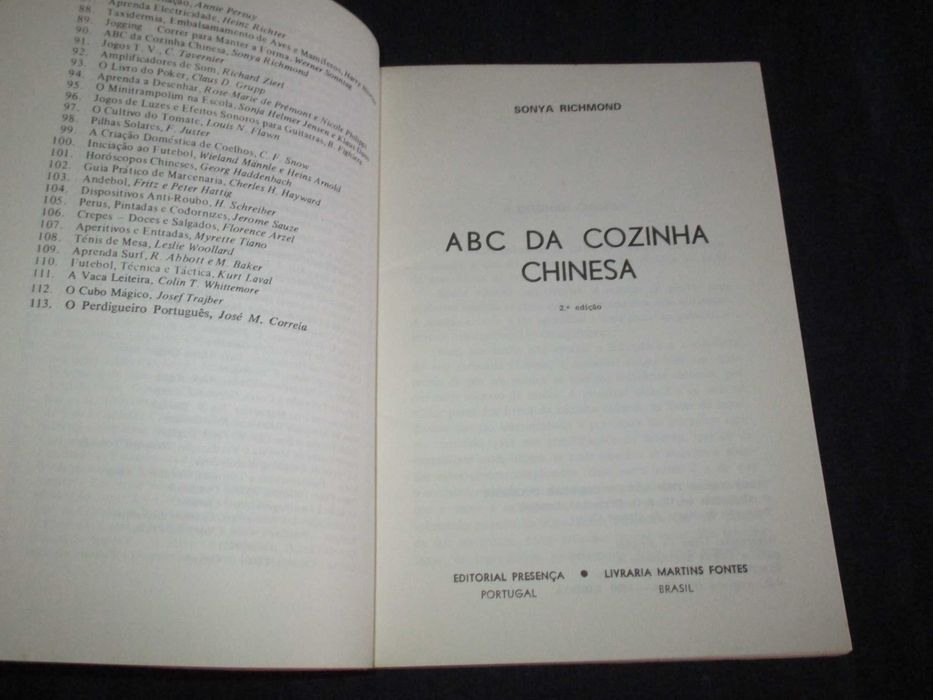 Annie Perssy
Aprenda Electricidade, Heinz Richter
88. Taxidermia, Embalsamamento de Aves e Mamíferos, Harry
89. Jogging Correr para Manter a Forma, Werner Sonntag
90. ABC da Cozinha Chinesa, Sonya Richmond
91. Jogos T. V., C. Tavernier
92. Amplificadores de Som, Richard Zierl
93. O Livro do Poker, Claus D. Grupp
94. Aprenda a Desenhar, Rose-Marie de Prémont e Nicole Philippi
95. O Minitrampolim na Escola, Sonja Helmer Jensen e Klaus
96. Jogos de Luzes e Efeitos Sonoros para Guitarras, B. Fighiera
97. O Cultivo do Tomate, Louis N. Flawn
98. Pilhas Solares, F. Juster
99. A Criação Doméstica de Coelhos, C. F. Snow
100. Iniciação ao Futebol, Wieland Männle e Heins Arnold
101. Horóscopos Chineses, Georg Haddenbach
102. Guia Prático de Marcenaria, Cherles H. Hayward
103. Andebol, Fritz e Peter Hattig
104. Dispositivos Anti-Roubo, H. Schreiber
105. Perus, Pintadas e Codornizes, Jerome Sauze
106. Crepes – Doces e Salgados, Florence Arzel
107. Aperitivos e Entradas, Myrette Tiano
108. Ténis de Mesa, Leslie Woollard
109. Aprenda Surf, R. Abbott e M. Baker
110. Futebol, Técnica e Táctica, Kurt Laval
111. A Vaca Leiteira, Colin T. Whittemore
112. O Cubo Mágico, Josef Trajber
113. O Perdigueiro Português, José M. Correia
SONYA RICHMOND
ABC DA COZINHA
CHINESA
2.ª edição
EDITORIAL PRESENÇA ● LIVRARIA MARTINS FONTES
PORTUGAL BRASIL